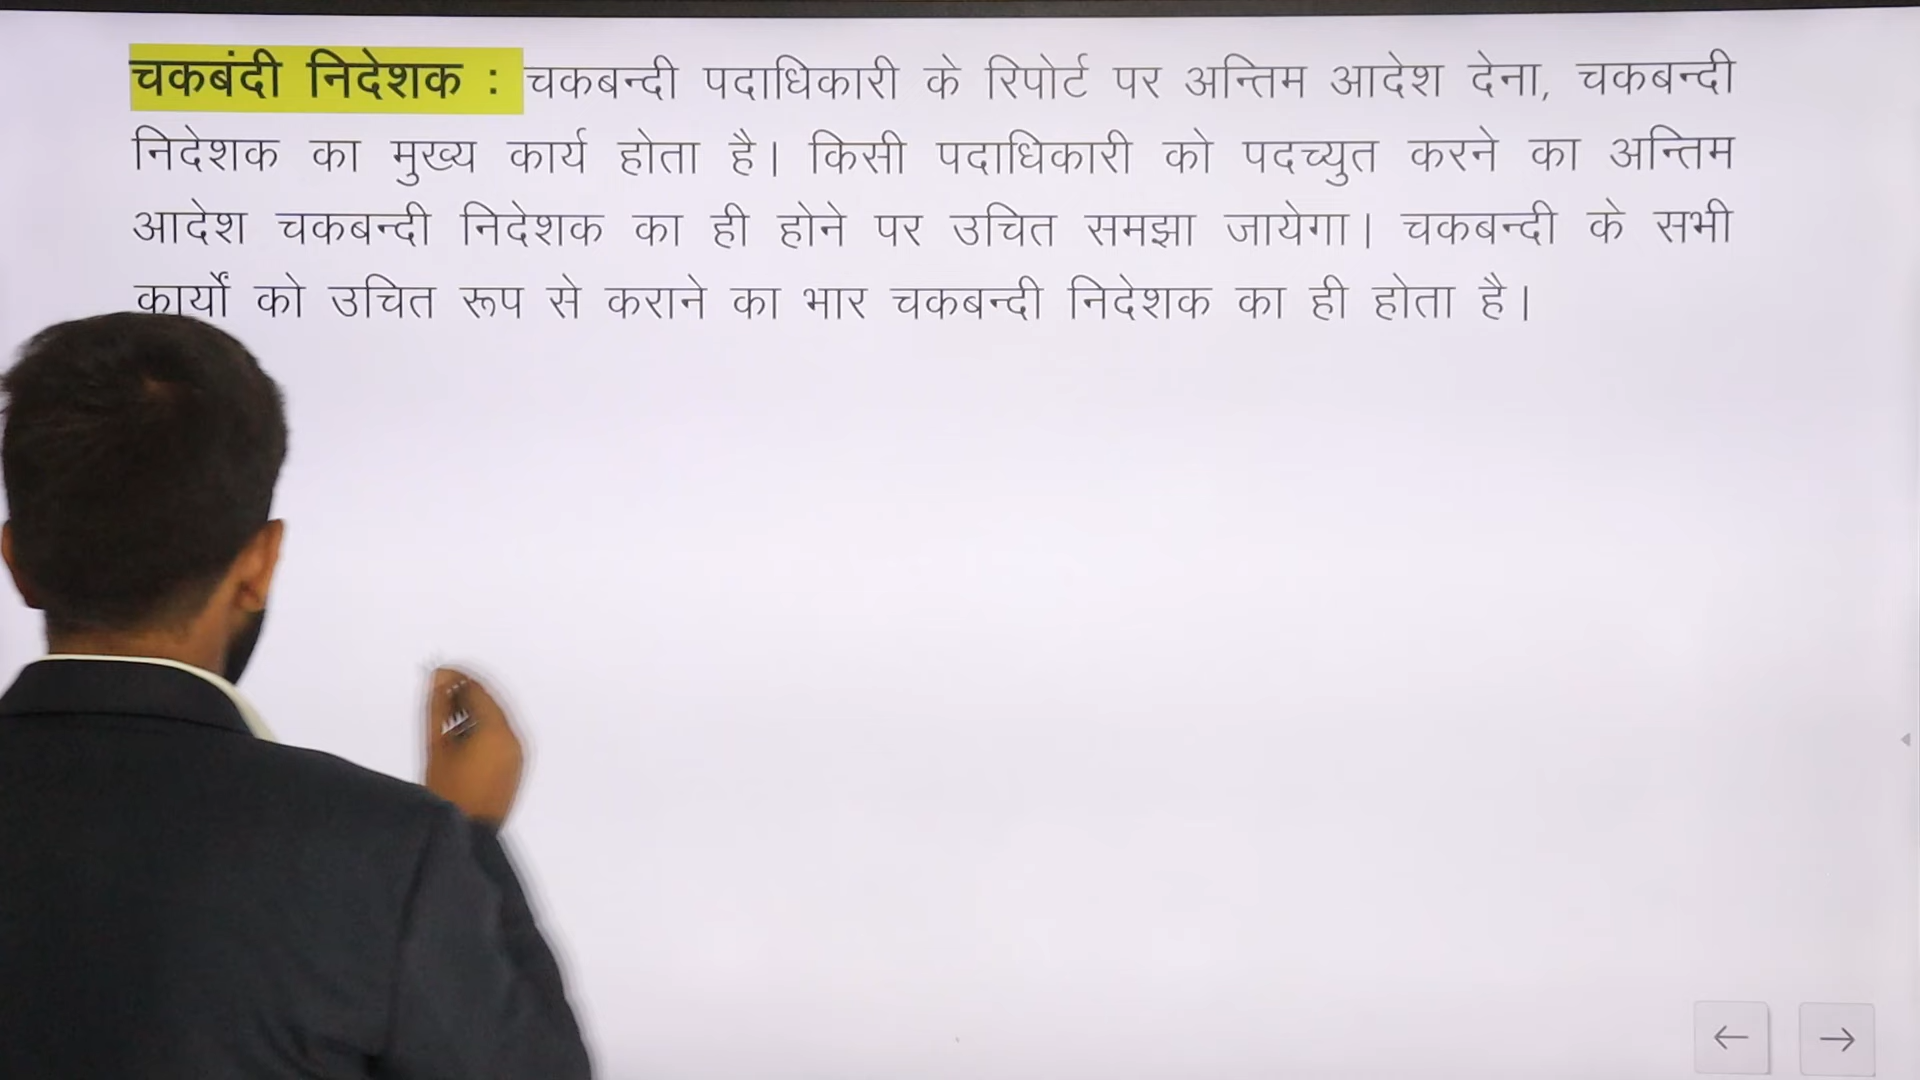 चकबंदी निदेशक : चकबन्दी पदाधिकारी के रिपोर्ट पर अन्तिम आदेश देना, चकबन्दी
निदेशक का मुख्य कार्य होता है। किसी पदाधिकारी को पदच्युत करने का अन्तिम
आदेश चकबन्दी निदेशक का ही होने पर उचित समझा जायेगा। चकबन्दी के सभी
कार्यों को उचित रूप से कराने का भार चकबन्दी निदेशक का ही होता है।